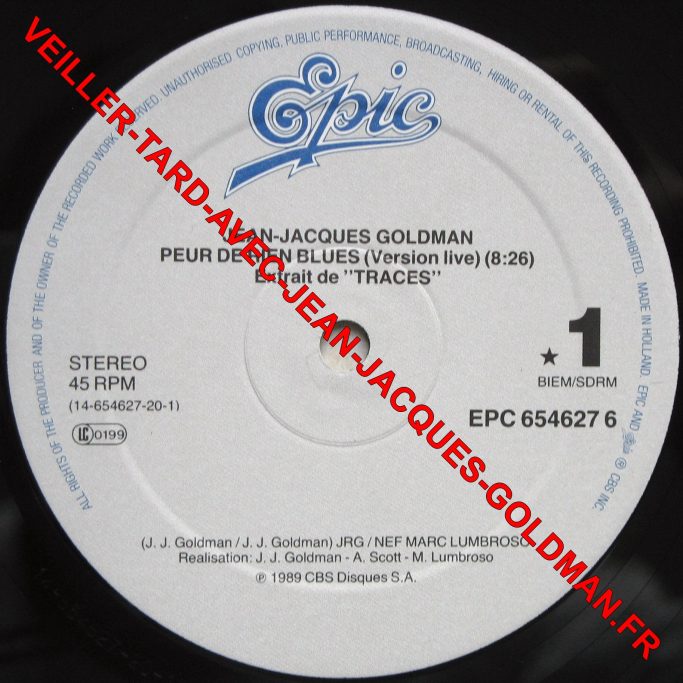 ALL RIGHTS OF THE PRODUCER AND OF THE OWNER OF THE RECORDED WORK RESERVED. UNAUTHORISED COPYING, PUBLIC PERFORMANCE, BROADCASTING, HIRING OR RENTAL OF THIS RECORDING PROHIBITED. MADE IN HOLLAND. EPIC AND Epic ® CBS INC.
Epic
JEAN-JACQUES GOLDMAN
PEUR DE RIEN BLUES (Version live) (8:26)
Extrait de "TRACES"
STEREO
45 RPM
(14-654627-20-1)
LC 0199
★ 1
BIEM/SDRM
EPC 654627 6
(J. J. Goldman / J. J. Goldman) JRG / NEF MARC LUMBROSO
Realisation: J. J. Goldman - A. Scott - M. Lumbroso
℗ 1989 CBS Disques S.A.
VEILLER-TARD-AVEC-JEAN-JACQUES-GOLDMAN.FR